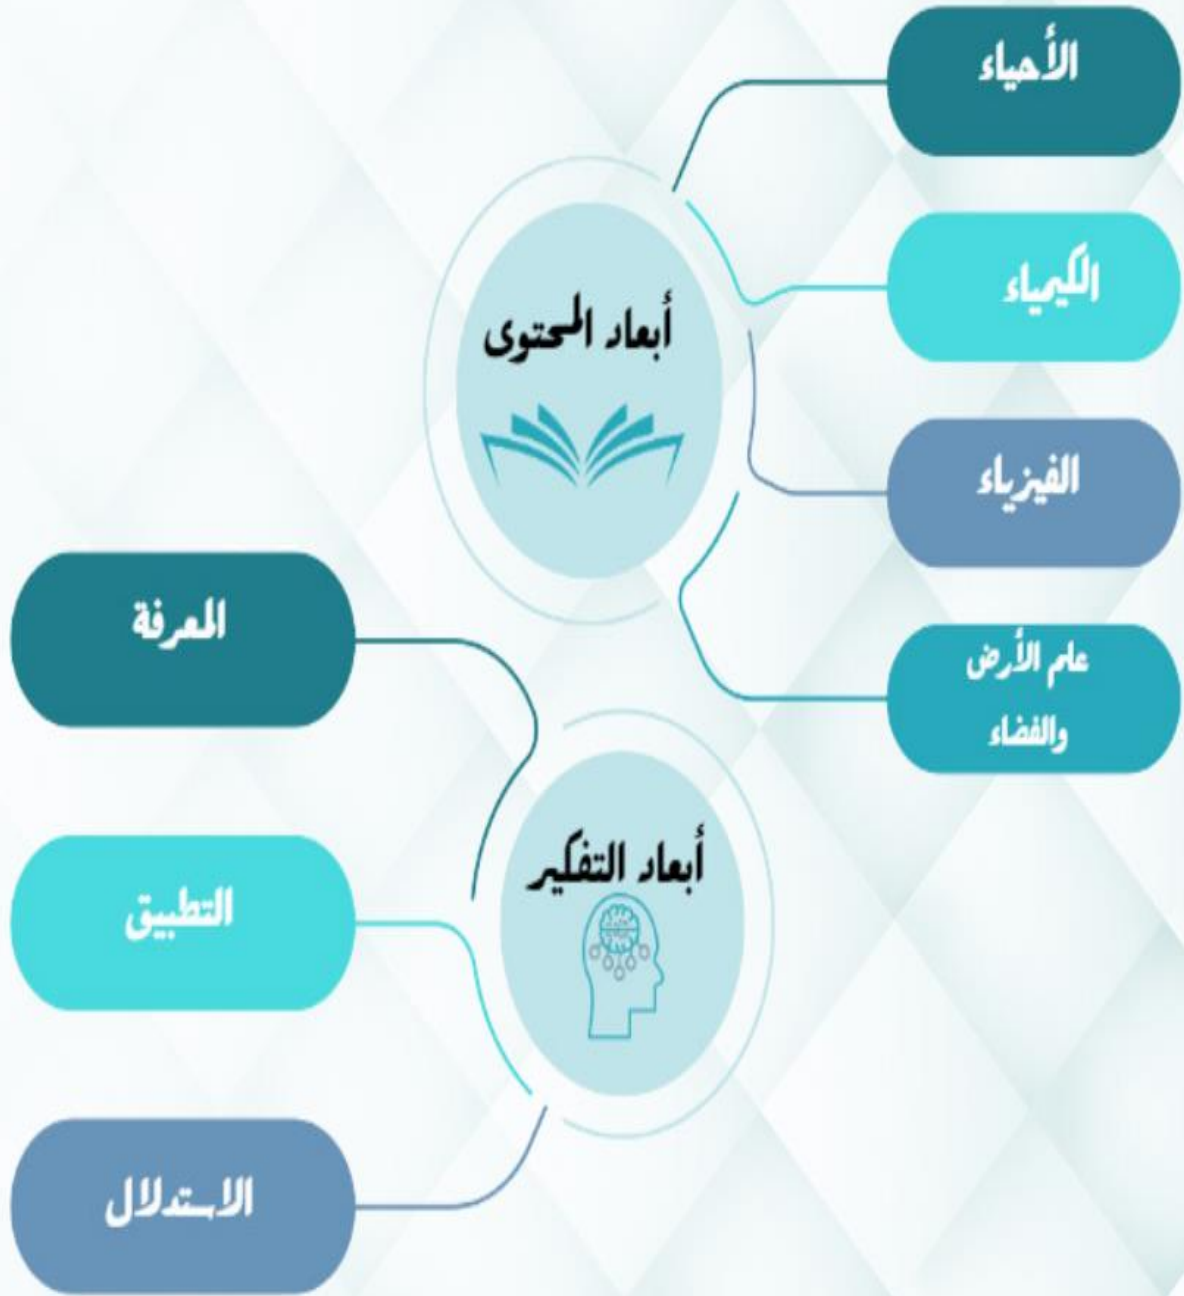 أبعاد المحتوى
الأحياء
الكيمياء
الفيزياء
علم الأرض
والفضاء
أبعاد التفكير
المعرفة
التطبيق
الاستدلال